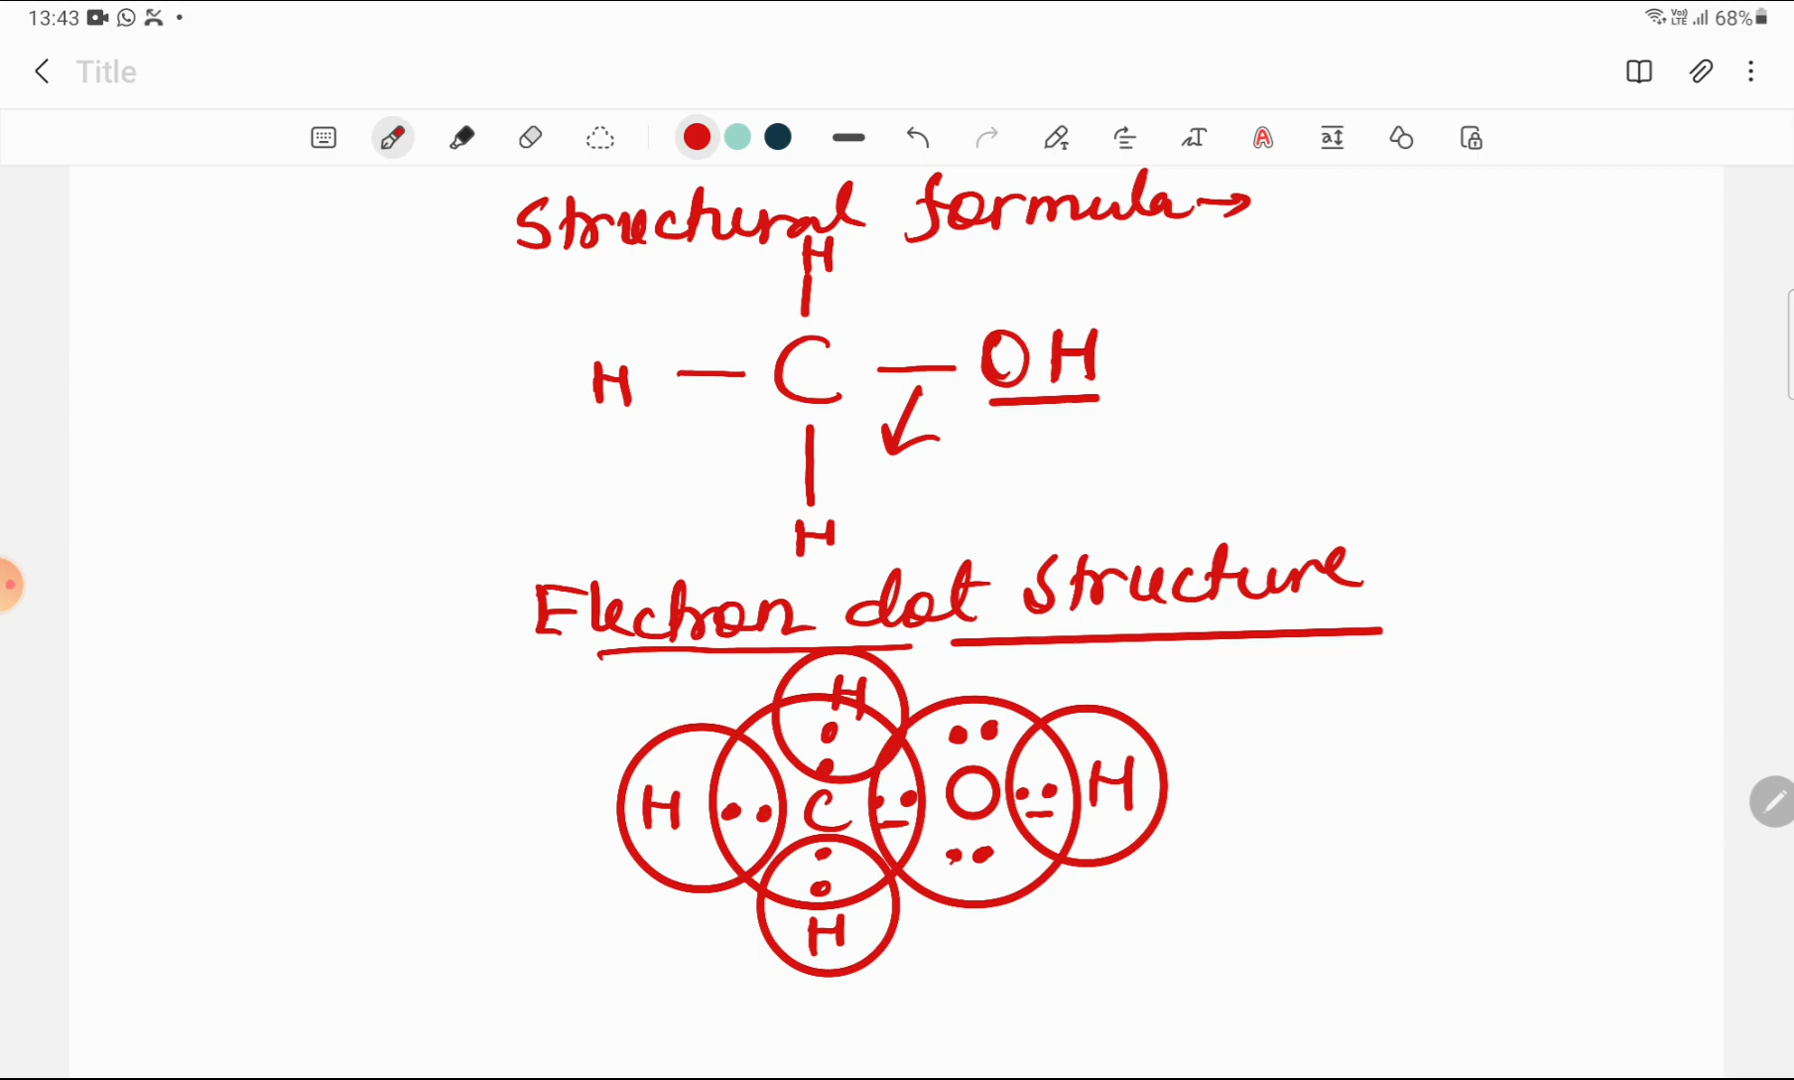 13:43 68%
Title
Structural formula→
H
H — C — OH
H
Electron dot structure
H
H C O H
H